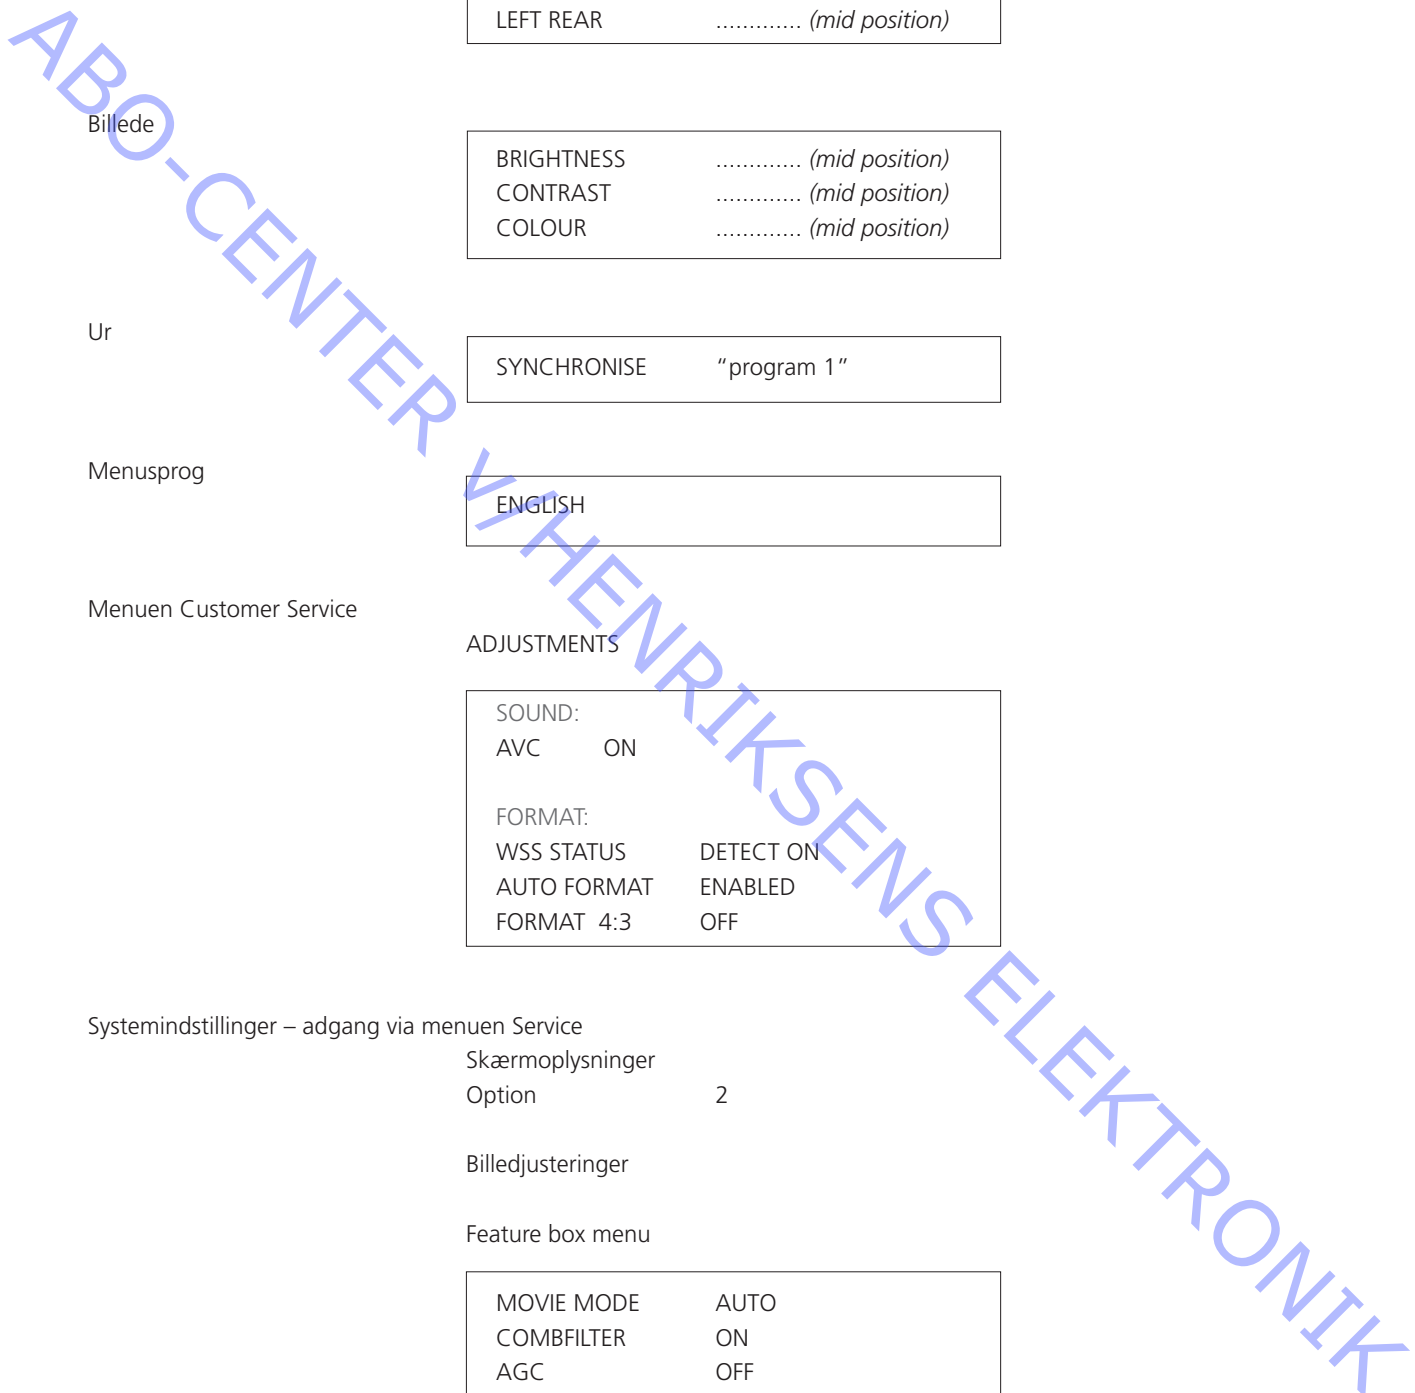 LEFT REAR ............. (mid position)
Billede
BRIGHTNESS ............. (mid position)
CONTRAST ............. (mid position)
COLOUR ............. (mid position)
Ur
SYNCHRONISE “program 1”
Menusprog
ENGLISH
Menuen Customer Service
ADJUSTMENTS
SOUND:
AVC ON
FORMAT:
WSS STATUS DETECT ON
AUTO FORMAT ENABLED
FORMAT 4:3 OFF
Systemindstillinger – adgang via menuen Service
Skærmoplysninger
Option 2
Billedjusteringer
Feature box menu
MOVIE MODE AUTO
COMBFILTER ON
AGC OFF
ABO-CENTER v/HENRIKSENS ELEKTRONIK